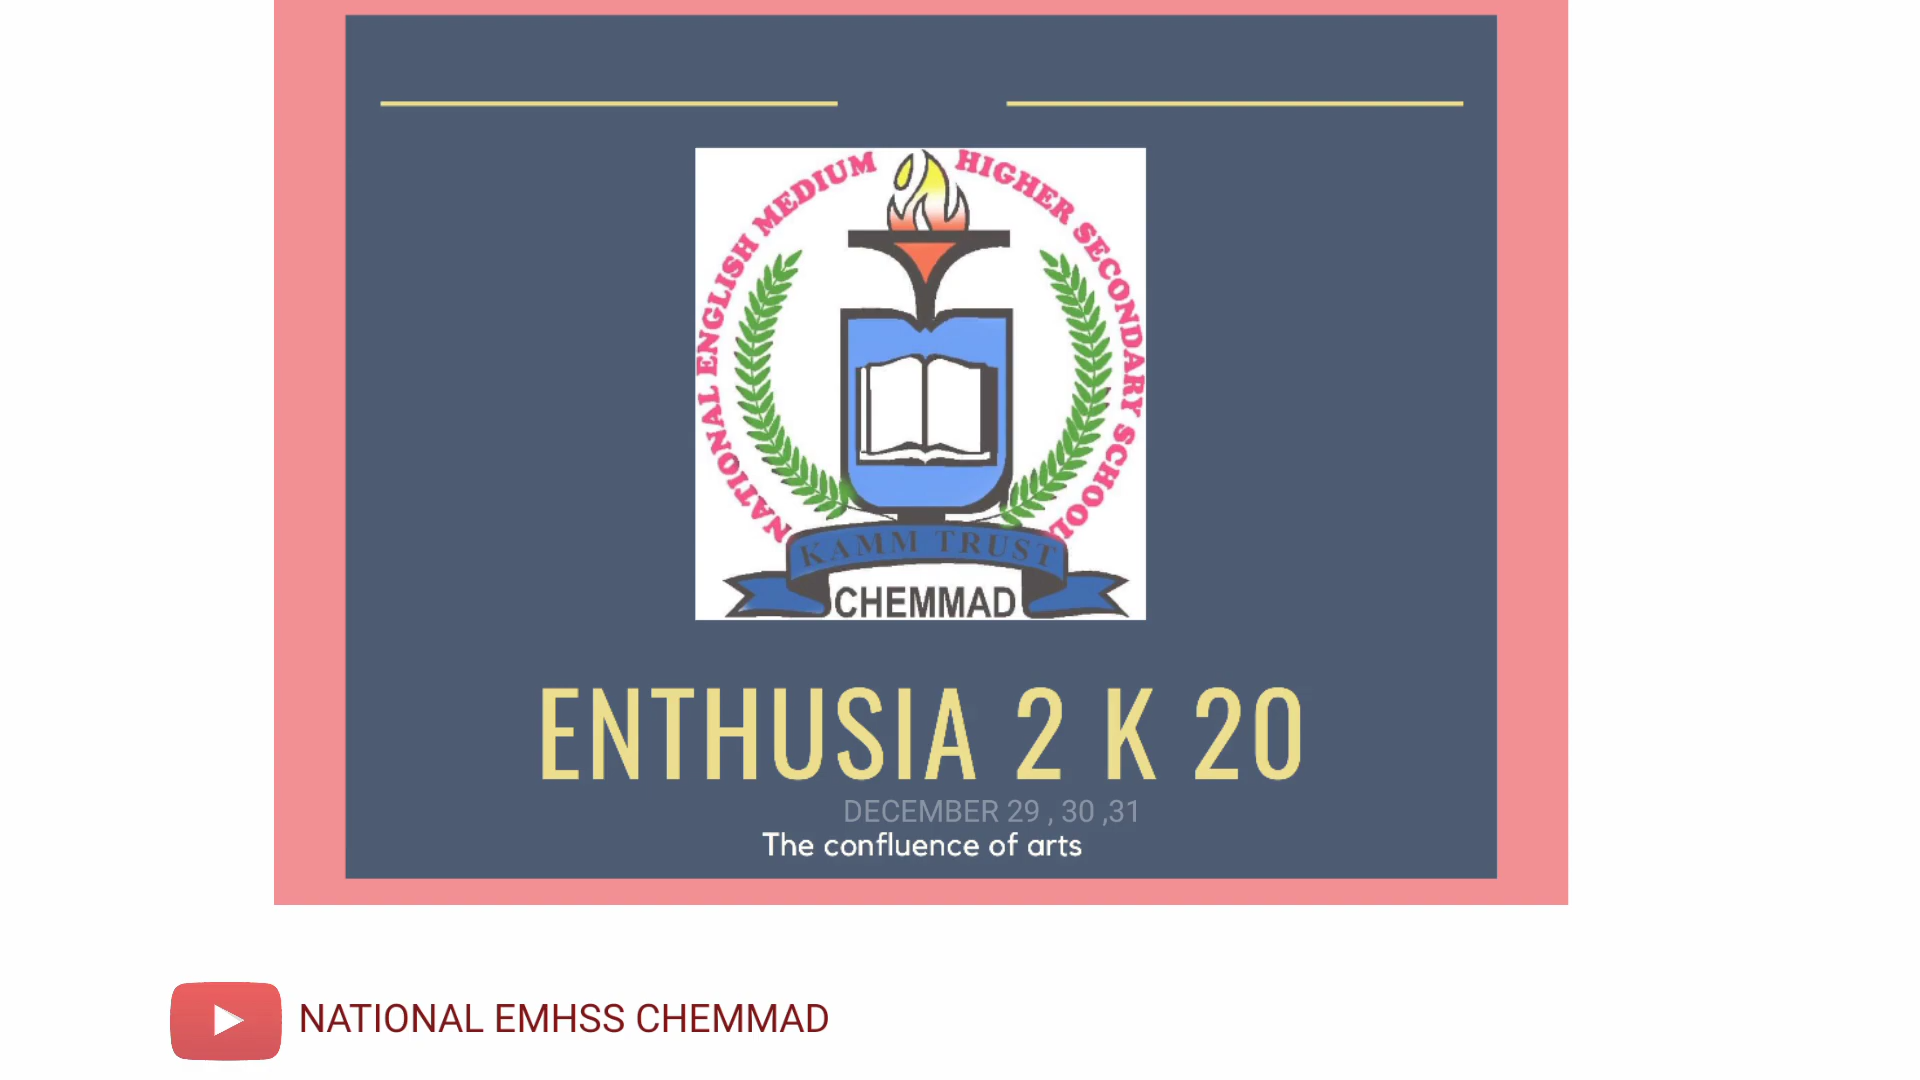 NATIONAL ENGLISH MEDIUM HIGHER SECONDARY SCHOOL
KAMM TRUST
CHEMMAD
ENTHUSIA 2 K 20
DECEMBER 29 , 30 ,31
The confluence of arts
NATIONAL EMHSS CHEMMAD